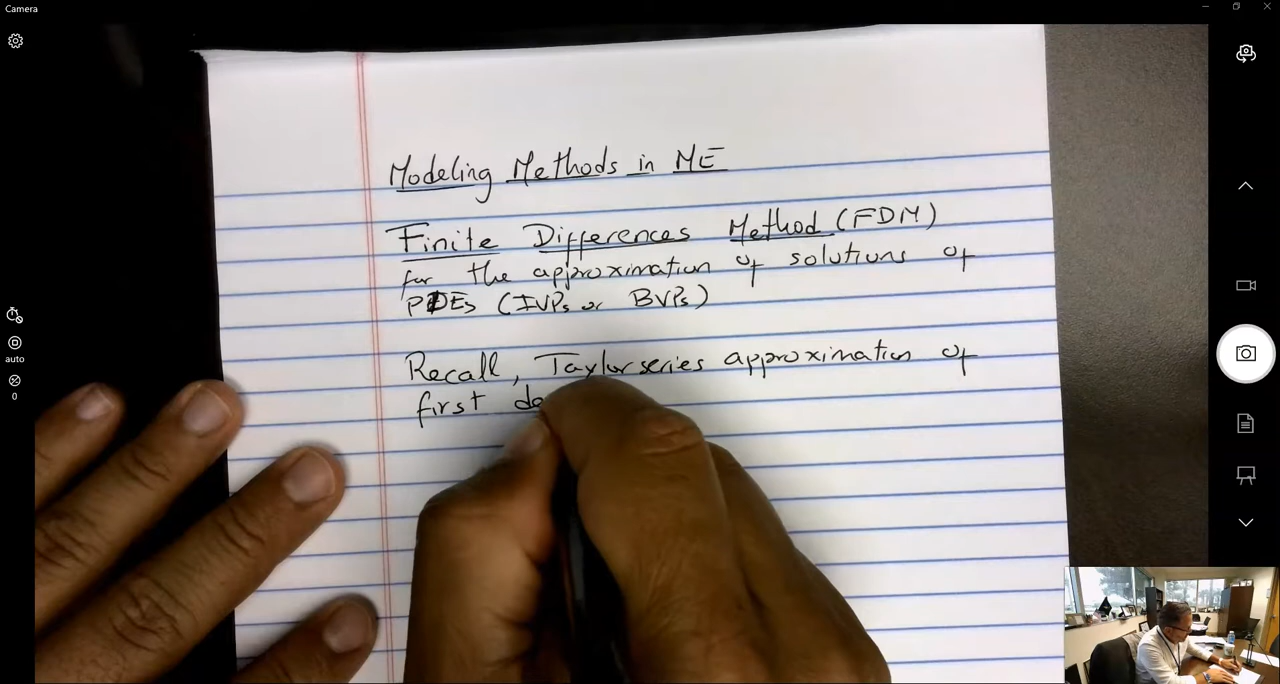 Camera
auto
0
Modeling Methods in ME
Finite Differences Method (FDM)
for the approximation of solutions of
PDEs (IVPs or BVPs)
Recall, Taylor series approximation of
first de